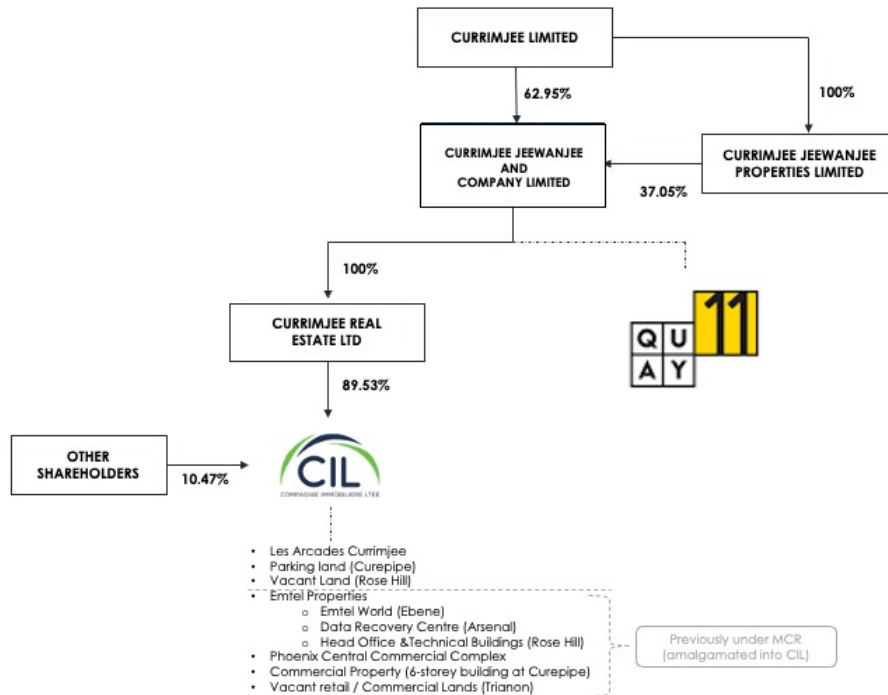 CURRIMJEE LIMITED
62.95%
100%
CURRIMJEE JEEWANJEE
AND
COMPANY LIMITED
CURRIMJEE JEEWANJEE
PROPERTIES LIMITED
37.05%
100%
CURRIMJEE REAL
ESTATE LTD
11
QU
AY
89.53%
OTHER
SHAREHOLDERS
10.47%
CIL
COMPAGNIE IMMOBILIERE LTEE
• Les Arcades Currimjee
• Parking land (Curepipe)
• Vacant Land (Rose Hill)
• Emtel Properties
o Emtel World (Ebene)
o Data Recovery Centre (Arsenal)
o Head Office &Technical Buildings (Rose Hill)
• Phoenix Central Commercial Complex
• Commercial Property (6-storey building at Curepipe)
• Vacant retail / Commercial Lands (Trianon)
Previously under MCR
(amalgamated into CIL)